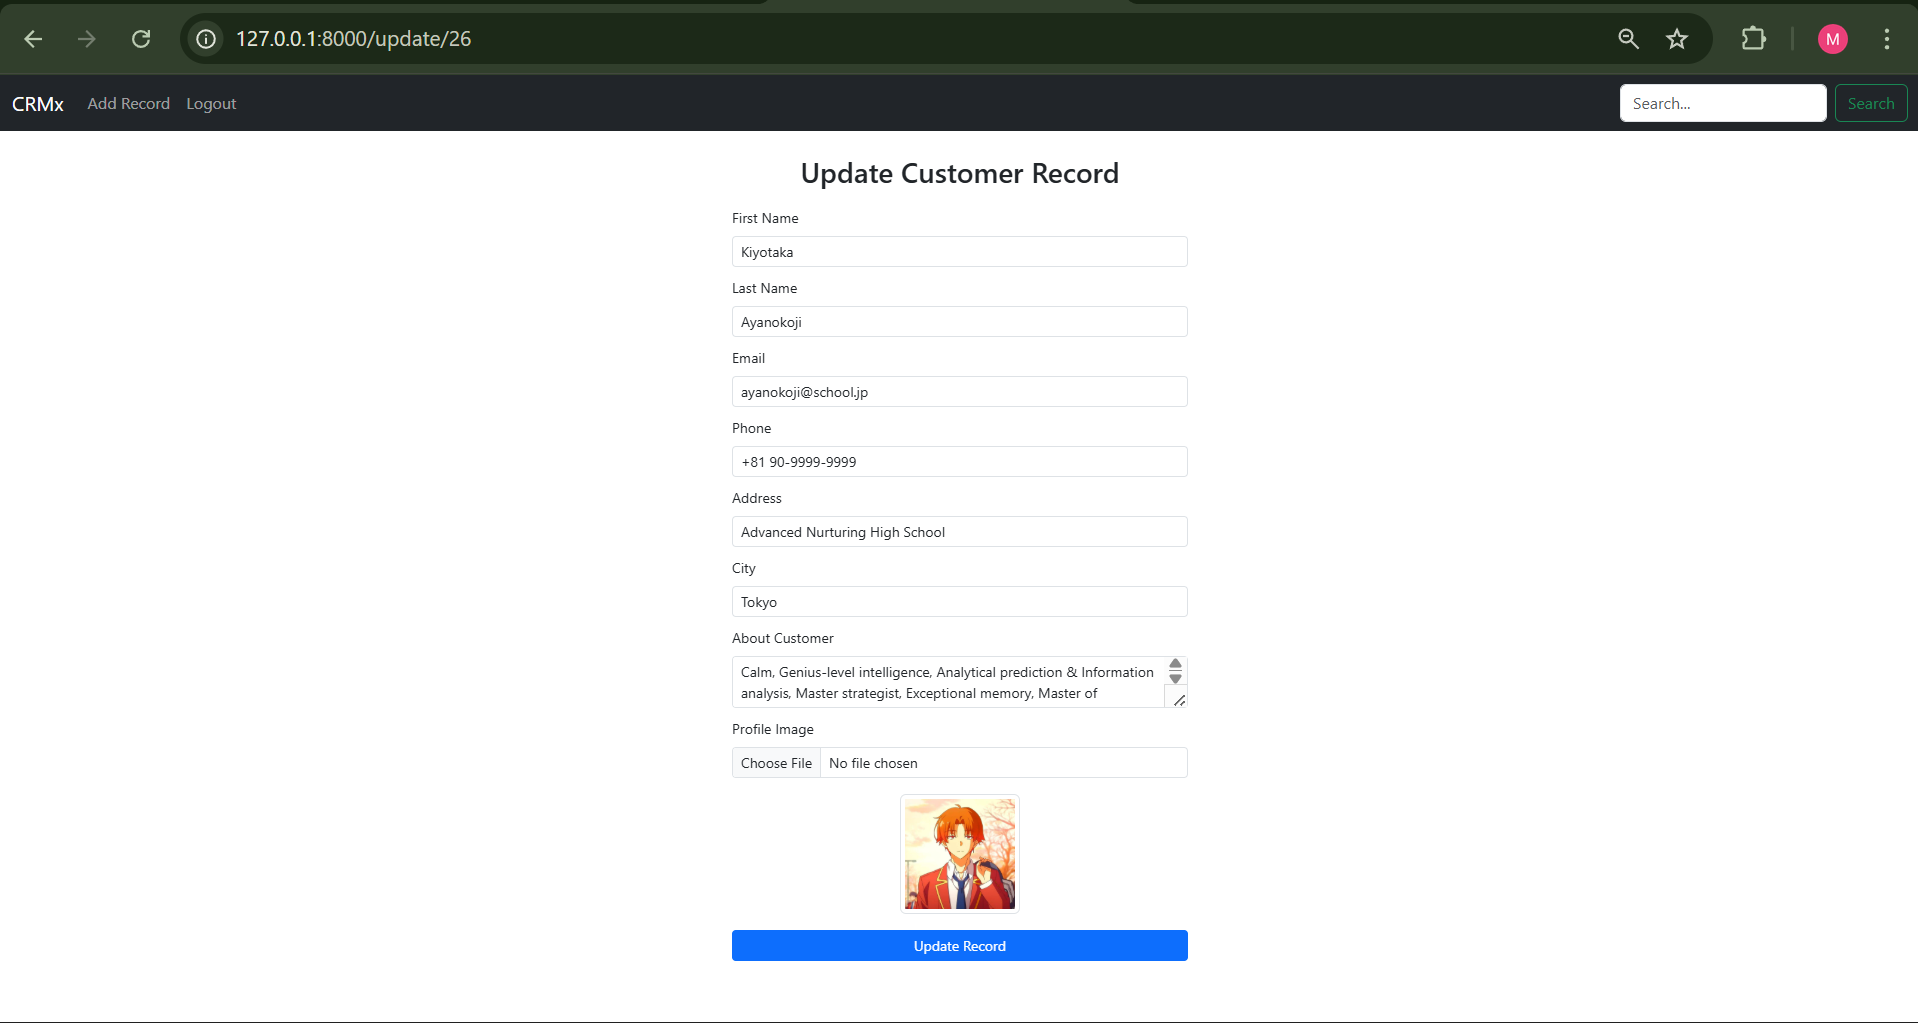 127.0.0.1:8000/update/26
M
CRMx Add Record Logout Search... Search
Update Customer Record
First Name
Kiyotaka
Last Name
Ayanokoji
Email
ayanokoji@school.jp
Phone
+81 90-9999-9999
Address
Advanced Nurturing High School
City
Tokyo
About Customer
Calm, Genius-level intelligence, Analytical prediction & Information
analysis, Master strategist, Exceptional memory, Master of
Profile Image
Choose File No file chosen
Update Record